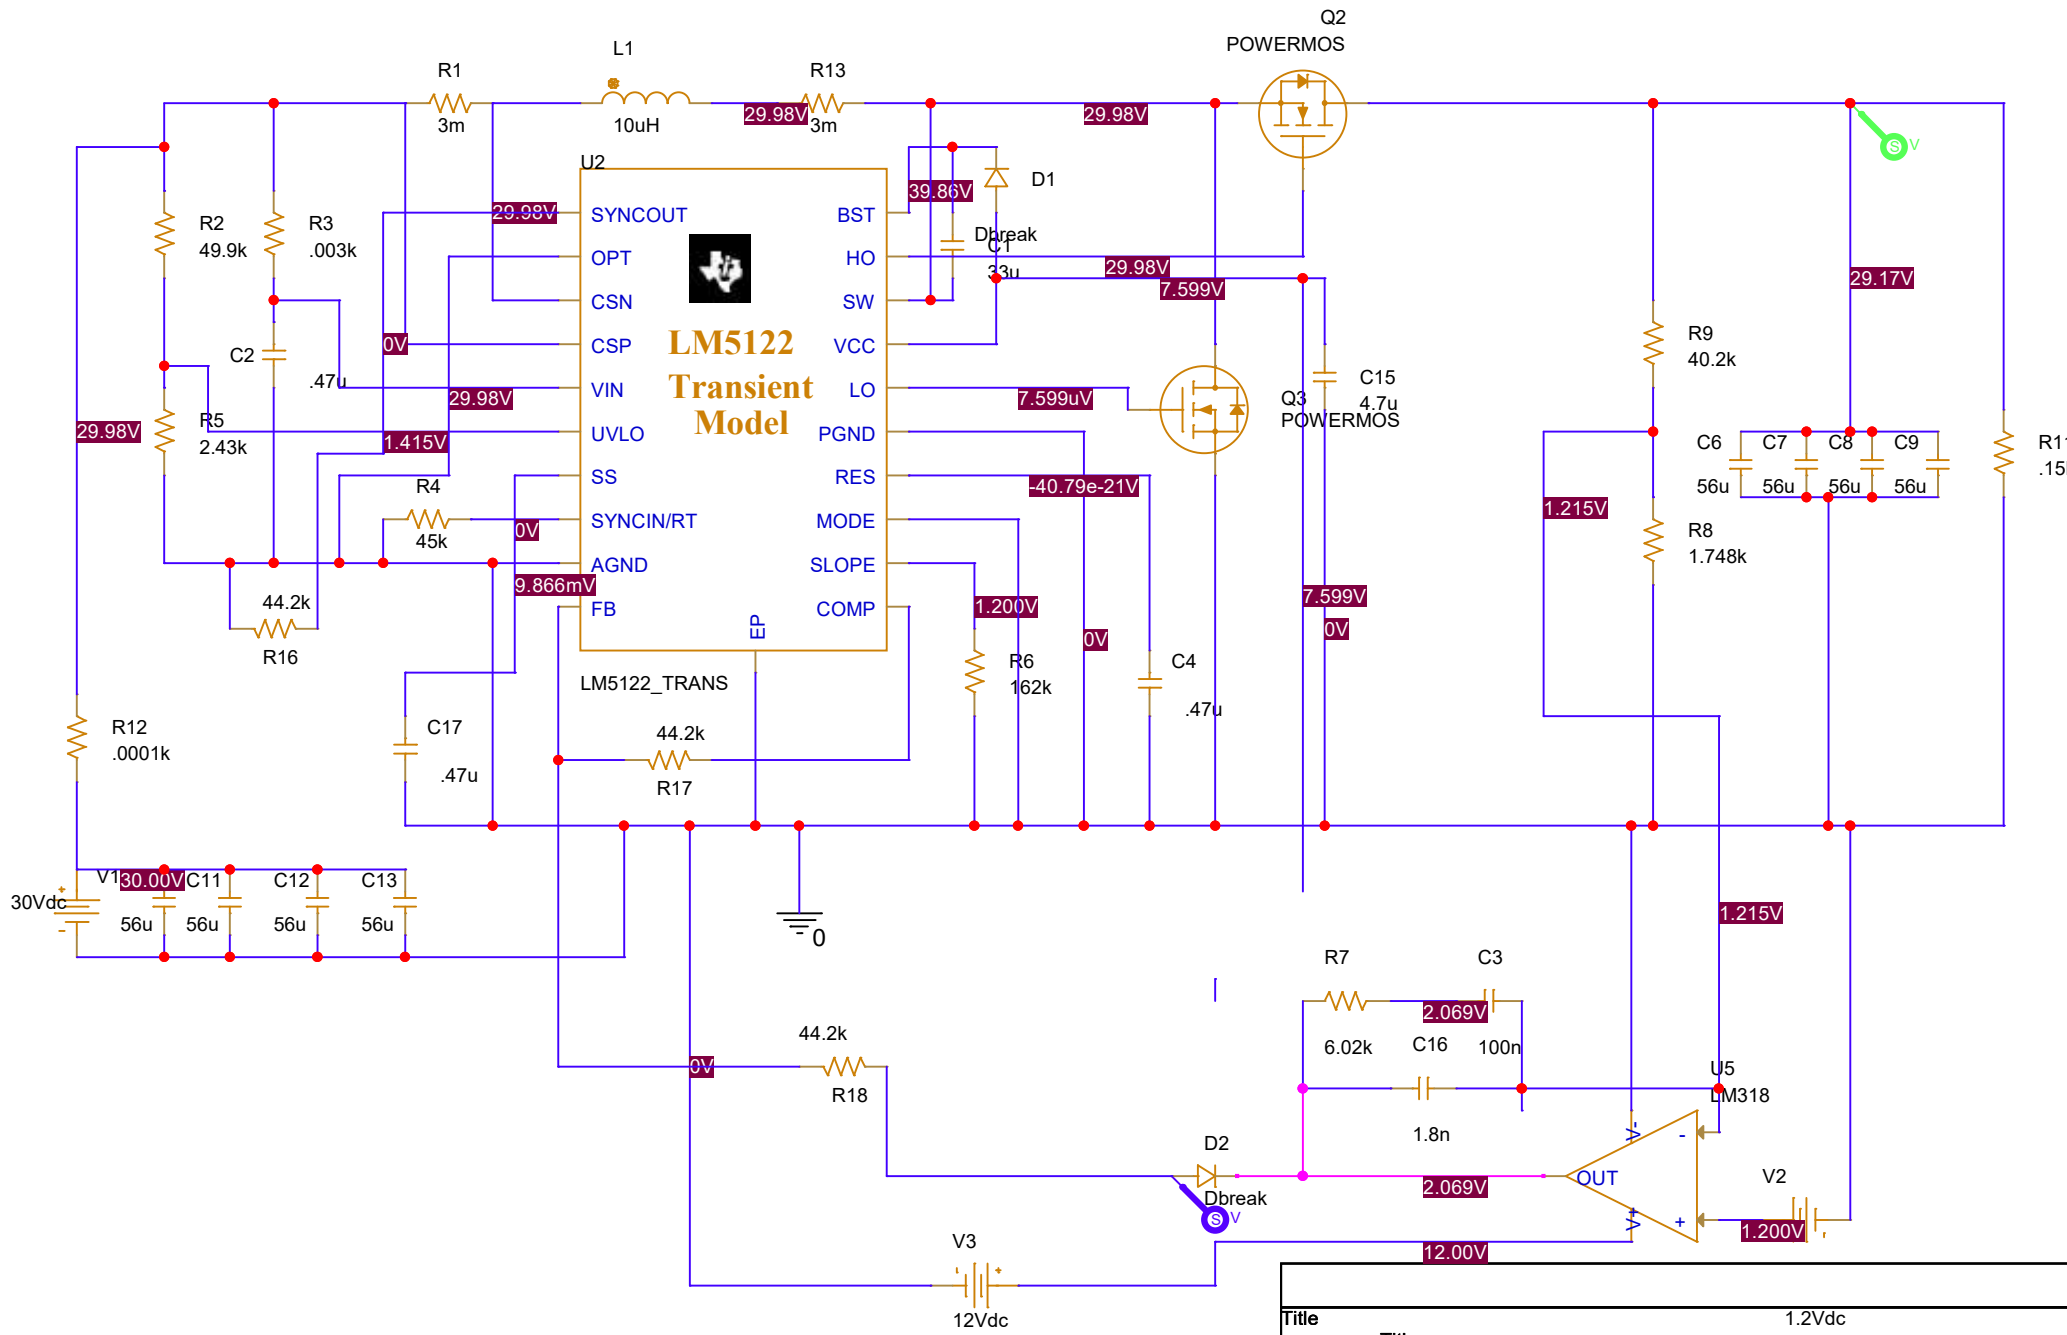 Q2
POWERMOS
L1
R1
R13
3m
10uH
29.98V
3m
29.98V
S
V
U2
D1
39.86V
29.98V
SYNCOUT
BST
R2
49.9k
R3
.003k
Dbreak
C1
33u
OPT
HO
29.98V
7.599V
29.17V
CSN
SW
LM5122
Transient
Model
0V
CSP
VCC
R9
40.2k
C2
.47u
C15
4.7u
29.98V
VIN
LO
7.599uV
Q3
POWERMOS
29.98V
R5
2.43k
1.415V
UVLO
PGND
C6
C7
C8
C9
R11
.15k
56u
56u
56u
56u
SS
RES
-40.79e-21V
R4
45k
1.215V
0V
SYNCIN/RT
MODE
R8
1.748k
AGND
SLOPE
9.866mV
44.2k
R16
FB
EP
COMP
1.200V
7.599V
0V
0V
R6
162k
C4
.47u
LM5122_TRANS
R12
.0001k
C17
.47u
44.2k
R17
V1
30.00V
C11
C12
C13
30Vdc
56u
56u
56u
56u
0
1.215V
R7
C3
2.069V
44.2k
R18
6.02k
C16
100n
0V
U5
LM318
1.8n
D2
V-
-
OUT
2.069V
Dbreak
S
V
V2
V+
+
1.200V
V3
12.00V
12Vdc
Title
1.2Vdc